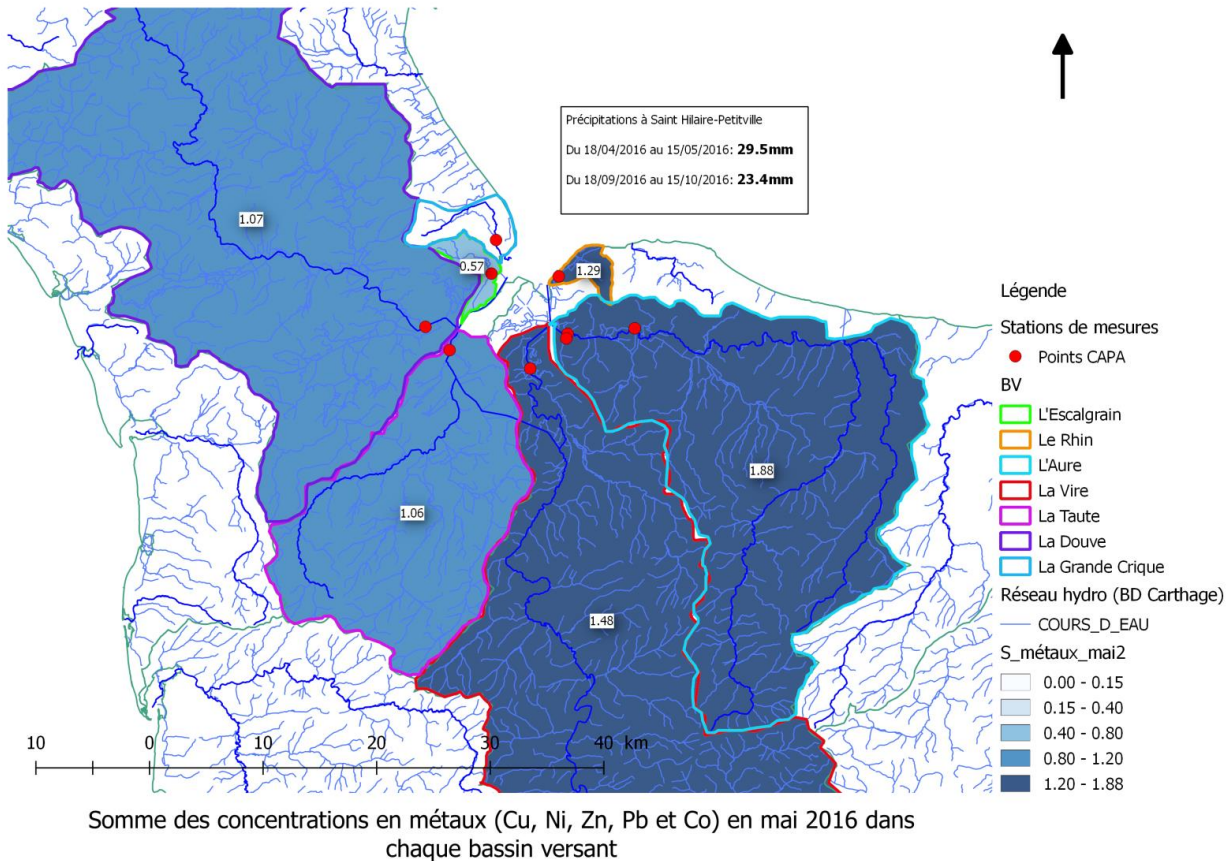 Précipitations à Saint Hilaire-Petitville
Du 18/04/2016 au 15/05/2016: 29.5mm
Du 18/09/2016 au 15/10/2016: 23.4mm
1.07
0.57
1.29
1.88
1.06
1.48
Légende
Stations de mesures
Points CAPA
BV
L'Escalgrain
Le Rhin
L'Aure
La Vire
La Taute
La Douve
La Grande Crique
Réseau hydro (BD Carthage)
COURS_D_EAU
S_métaux_mai2
0.00 - 0.15
0.15 - 0.40
0.40 - 0.80
0.80 - 1.20
1.20 - 1.88
10 0 10 20 30 40 km
Somme des concentrations en métaux (Cu, Ni, Zn, Pb et Co) en mai 2016 dans
chaque bassin versant